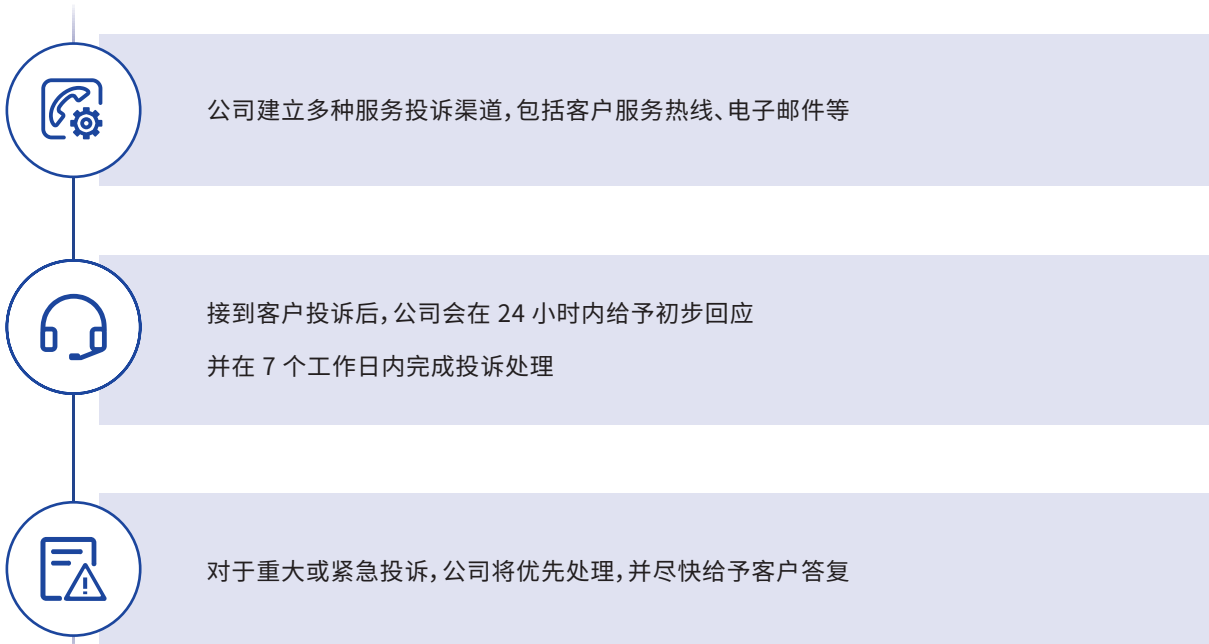 公司建立多种服务投诉渠道，包括客户服务热线、电子邮件等
接到客户投诉后，公司会在 24 小时内给予初步回应
并在 7 个工作日内完成投诉处理
对于重大或紧急投诉，公司将优先处理，并尽快给予客户答复